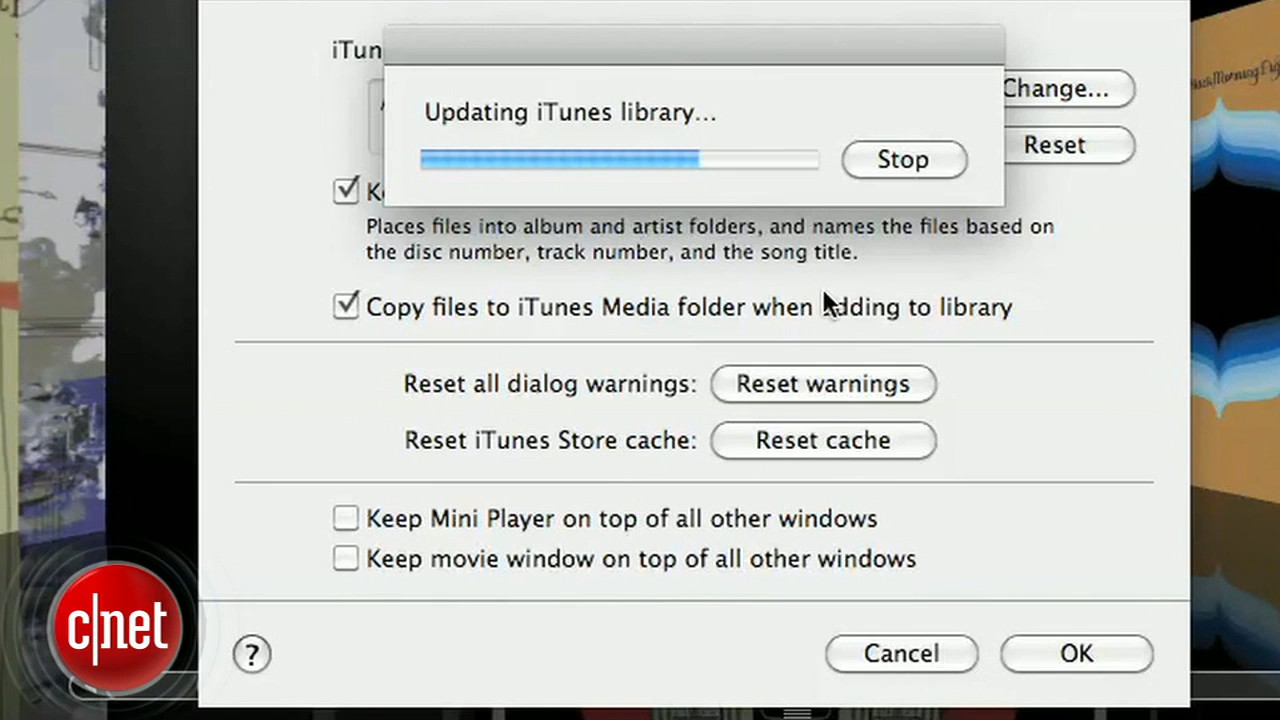 iTun
Updating iTunes library...
Change...
Stop
Reset
K
Places files into album and artist folders, and names the files based on
the disc number, track number, and the song title.
Copy files to iTunes Media folder when adding to library
Reset all dialog warnings: Reset warnings
Reset iTunes Store cache: Reset cache
Keep Mini Player on top of all other windows
Keep movie window on top of all other windows
c|net
? Cancel OK